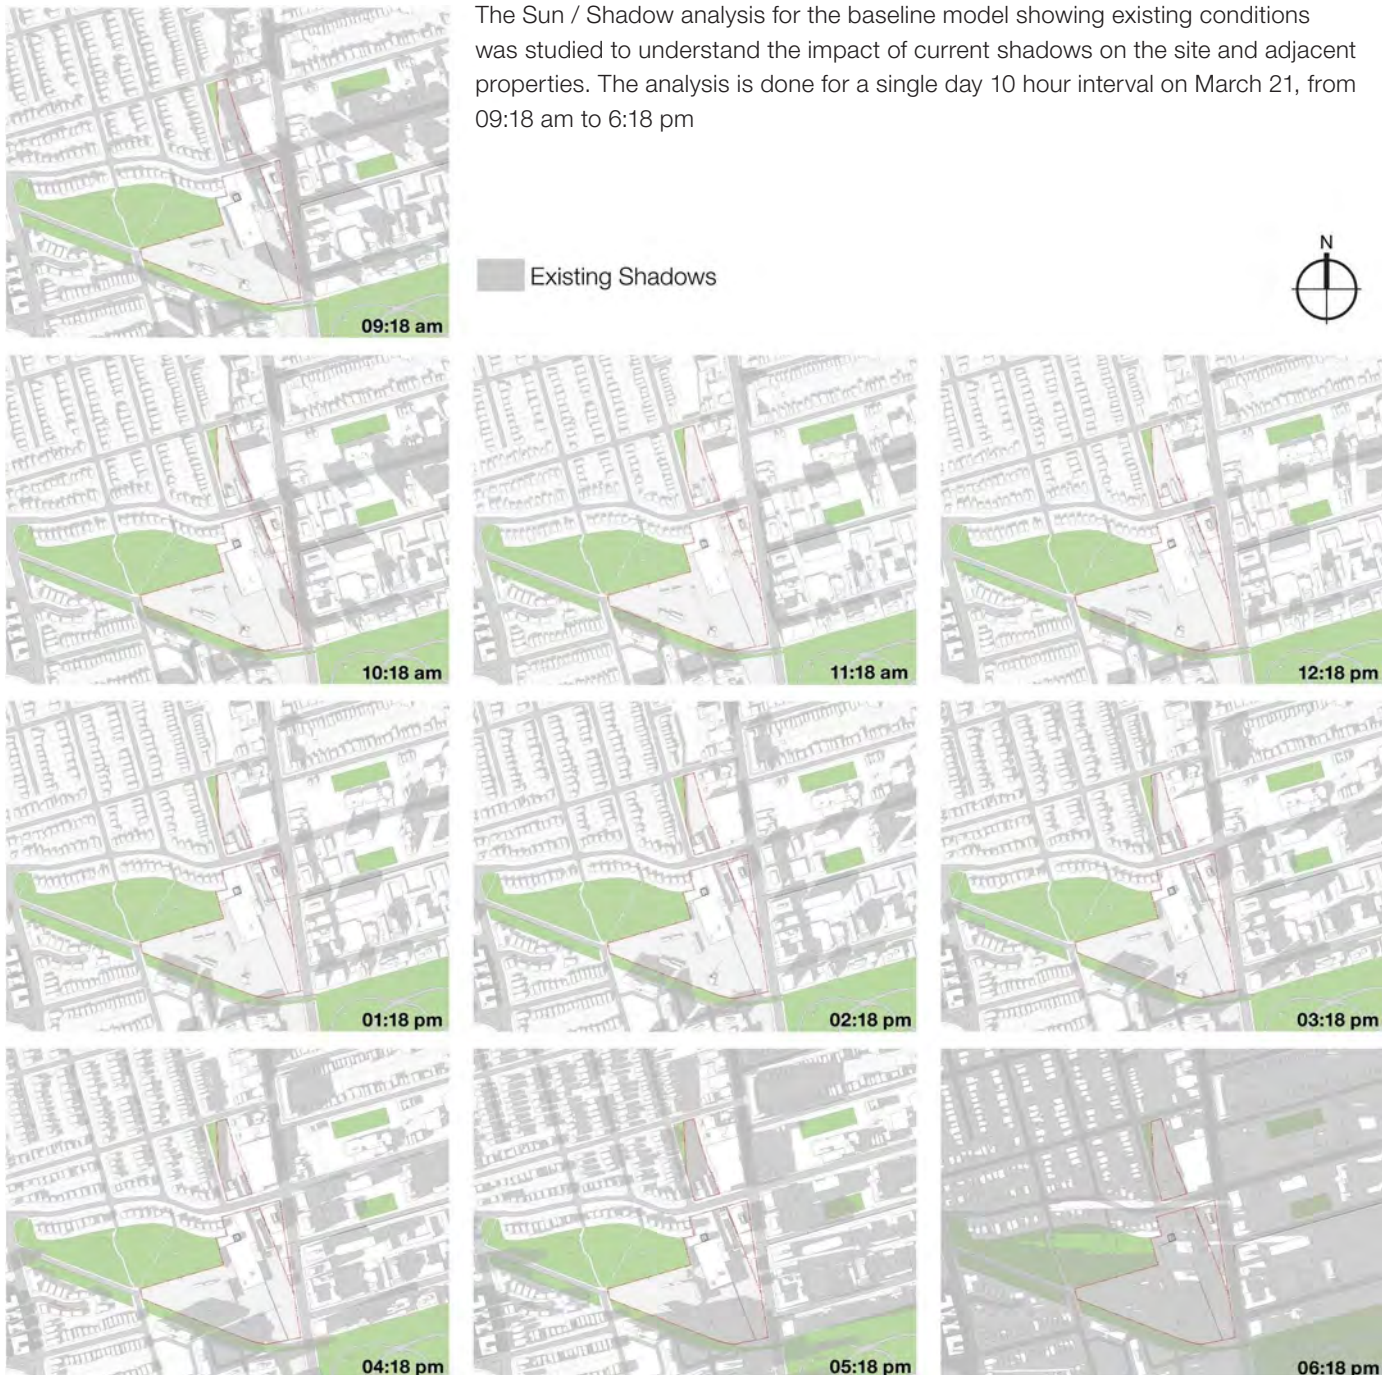 The Sun / Shadow analysis for the baseline model showing existing conditions
was studied to understand the impact of current shadows on the site and adjacent
properties. The analysis is done for a single day 10 hour interval on March 21, from
09:18 am to 6:18 pm
N
Existing Shadows
09:18 am
10:18 am
11:18 am
12:18 pm
01:18 pm
02:18 pm
03:18 pm
04:18 pm
05:18 pm
06:18 pm